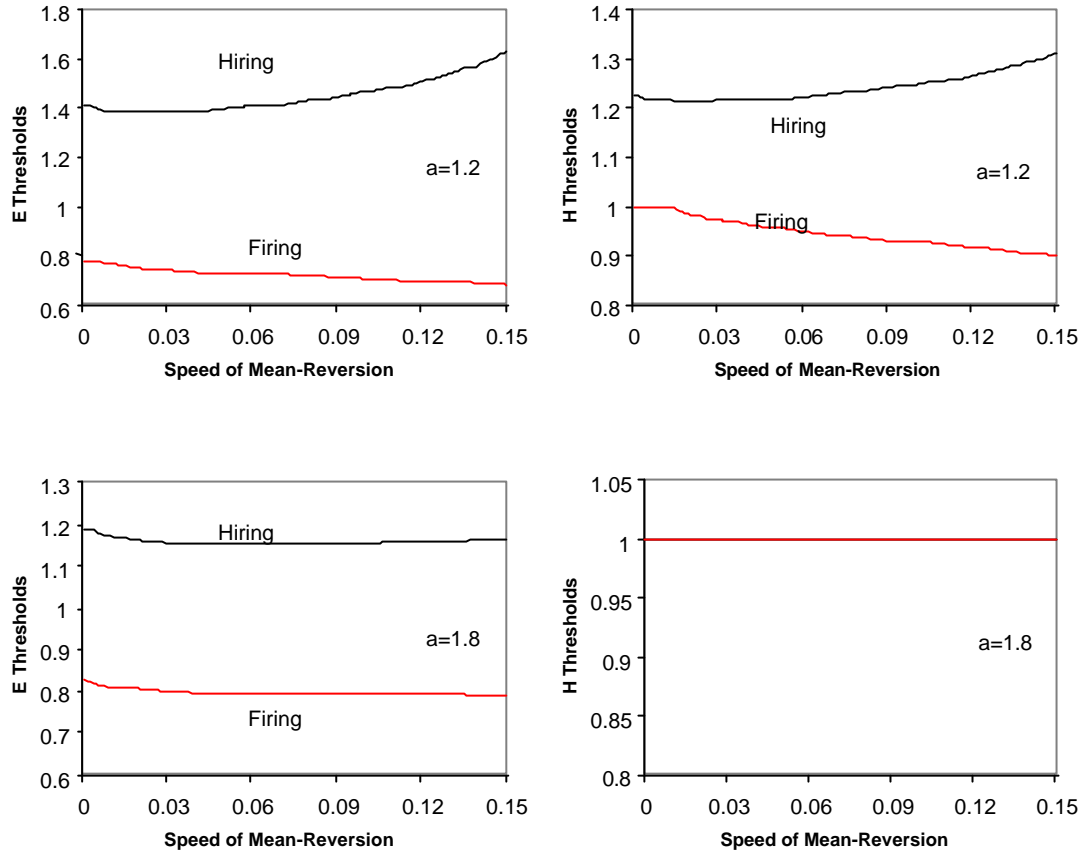 1.8
1.6
1.4
1.2
1
0.8
0.6
E Thresholds
Hiring
a=1.2
Firing
0 0.03 0.06 0.09 0.12 0.15
Speed of Mean-Reversion
1.4
1.3
1.2
1.1
1
0.9
0.8
H Thresholds
Hiring
a=1.2
Firing
0 0.03 0.06 0.09 0.12 0.15
Speed of Mean-Reversion
1.3
1.2
1.1
1
0.9
0.8
0.7
0.6
E Thresholds
Hiring
a=1.8
Firing
0 0.03 0.06 0.09 0.12 0.15
Speed of Mean-Reversion
1.05
1
0.95
0.9
0.85
0.8
H Thresholds
a=1.8
0 0.03 0.06 0.09 0.12 0.15
Speed of Mean-Reversion